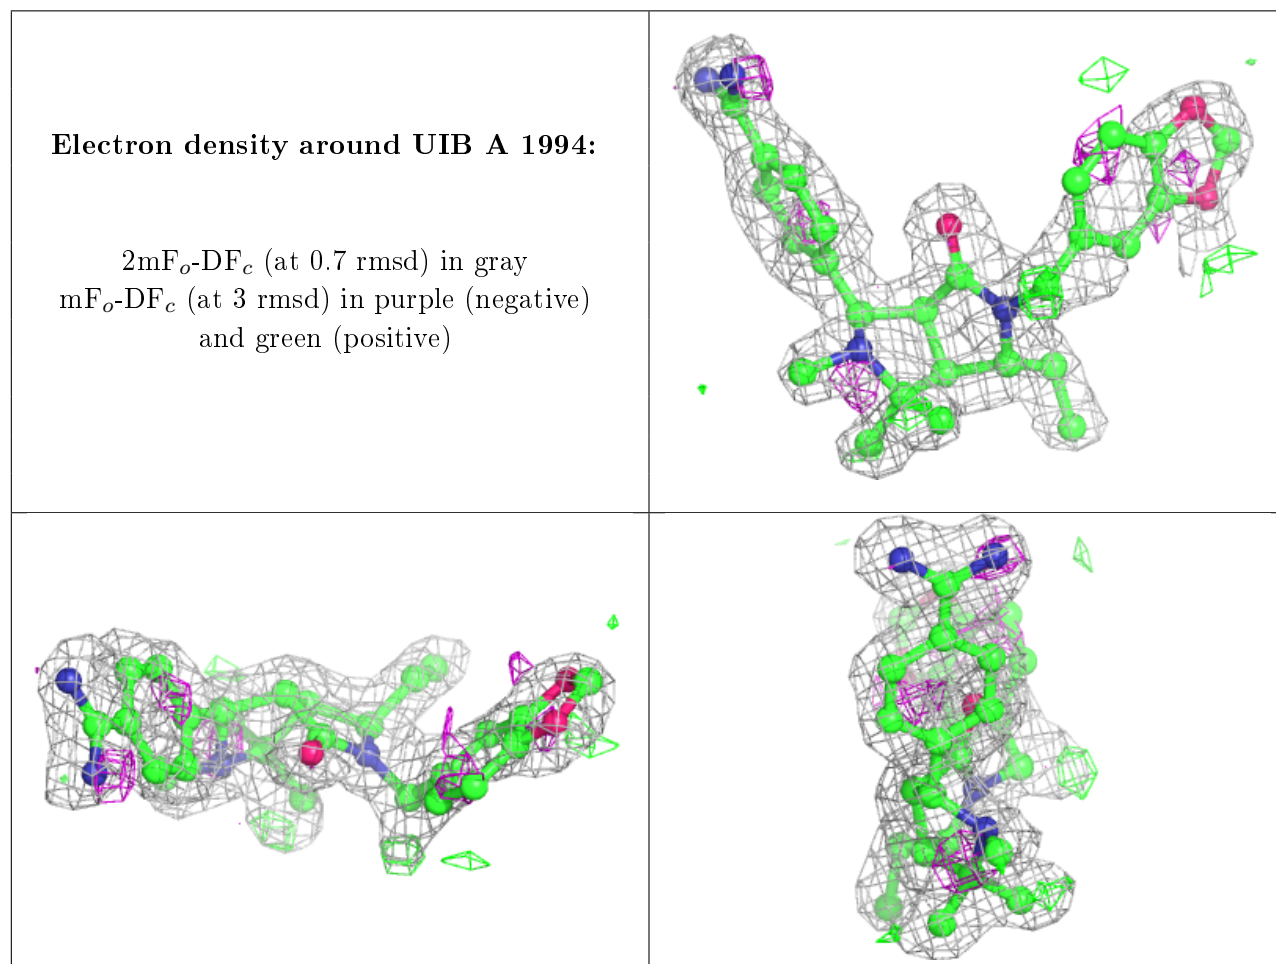 Electron density around UIB A 1994:
2mFo-DFc (at 0.7 rmsd) in gray
mFo-DFc (at 3 rmsd) in purple (negative)
and green (positive)